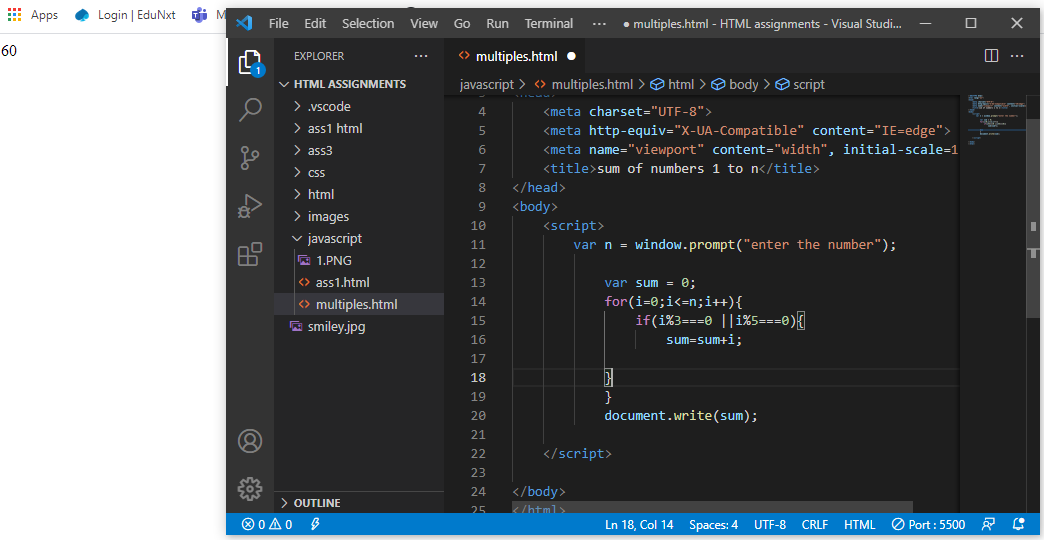 Apps Login | EduNxt M
60
File Edit Selection View Go Run Terminal ··· ● multiples.html - HTML assignments - Visual Studi...
EXPLORER ···
HTML ASSIGNMENTS
.vscode
ass1 html
ass3
css
html
images
javascript
1.PNG
ass1.html
multiples.html
smiley.jpg
OUTLINE
1
multiples.html ● ···
javascript > multiples.html > html > body > script
3 <head>
4 <meta charset="UTF-8">
5 <meta http-equiv="X-UA-Compatible" content="IE=edge">
6 <meta name="viewport" content="width", initial-scale=1
7 <title>sum of numbers 1 to n</title>
8 </head>
9 <body>
10 <script>
11 var n = window.prompt("enter the number");
12
13 var sum = 0;
14 for(i=0;i<=n;i++){
15 if(i%3===0 ||i%5===0){
16 sum=sum+i;
17
18 }
19 }
20 document.write(sum);
21
22 </script>
23
24 </body>
25 </html>
0 0 Ln 18, Col 14 Spaces: 4 UTF-8 CRLF HTML Port : 5500